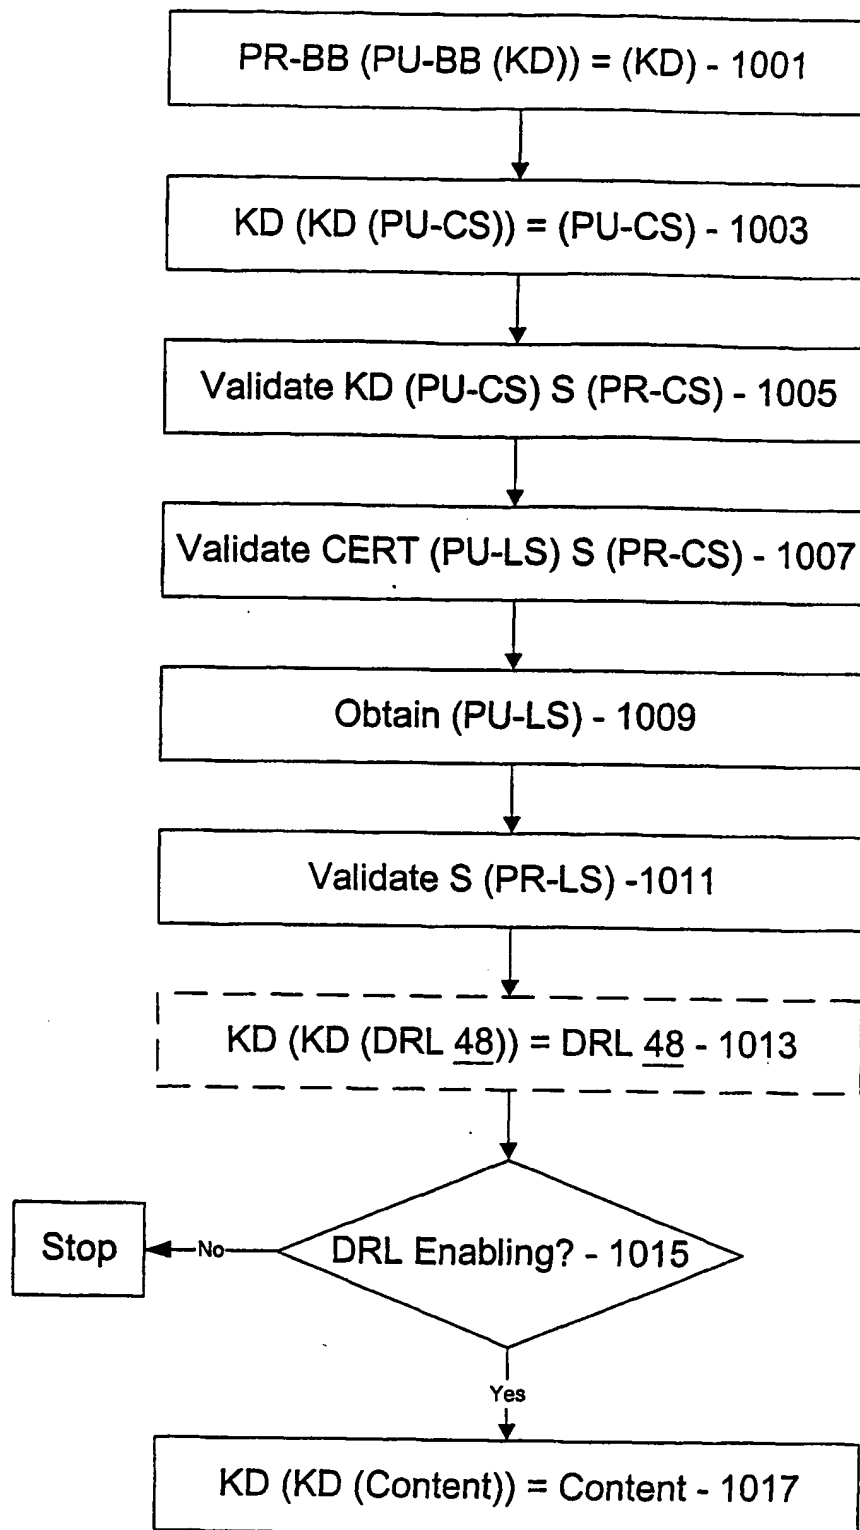 PR-BB (PU-BB (KD)) = (KD) - 1001
KD (KD (PU-CS)) = (PU-CS) - 1003
Validate KD (PU-CS) S (PR-CS) - 1005
Validate CERT (PU-LS) S (PR-CS) - 1007
Obtain (PU-LS) - 1009
Validate S (PR-LS) -1011
KD (KD (DRL 48)) = DRL 48 - 1013
DRL Enabling? - 1015
No
Stop
Yes
KD (KD (Content)) = Content - 1017